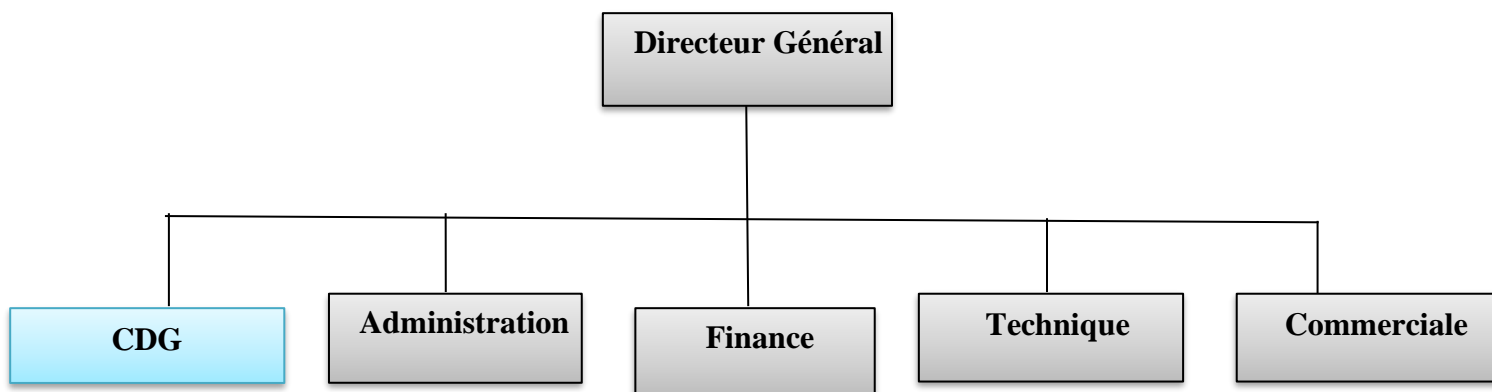 Directeur Général
CDG
Administration
Finance
Technique
Commerciale